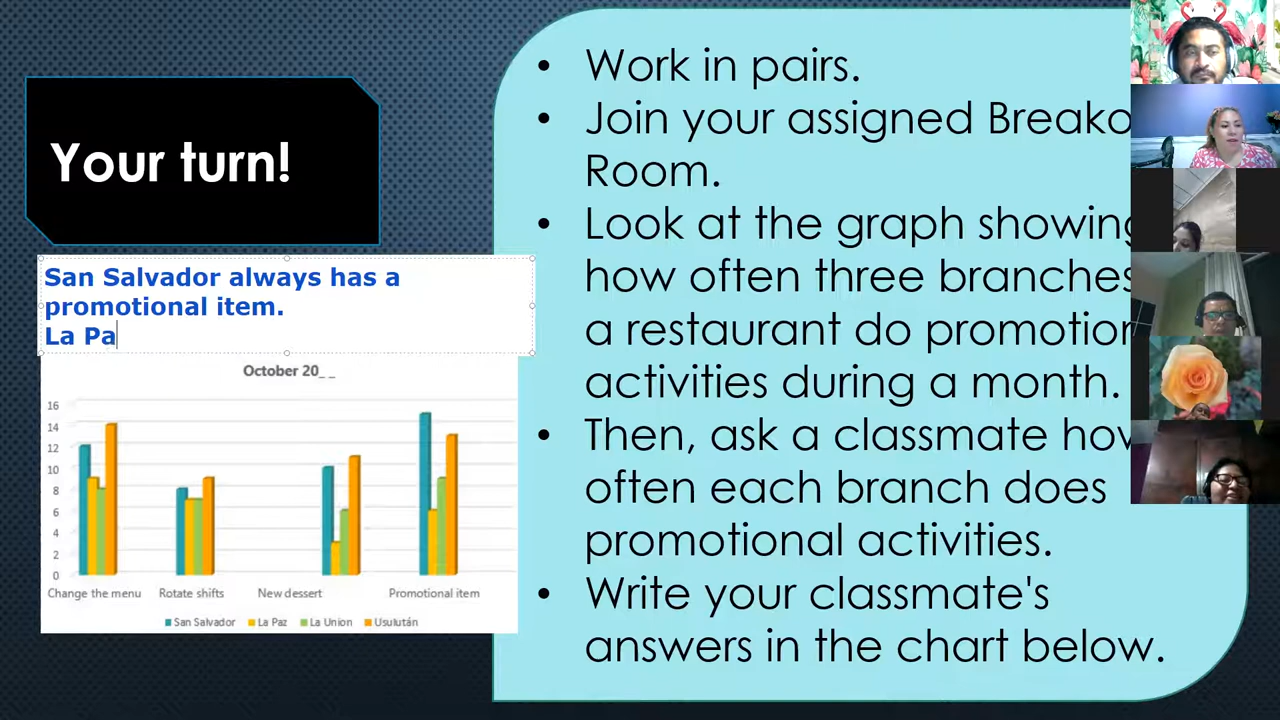 Your turn!
San Salvador always has a
promotional item.
La Pa
October 20_ _
16
14
12
10
8
6
4
2
0
Change the menu
Rotate shifts
New dessert
Promotional item
San Salvador
La Paz
La Union
Usulután
• Work in pairs.
• Join your assigned Breako
Room.
• Look at the graph showing
how often three branches
a restaurant do promotion
activities during a month.
• Then, ask a classmate how
often each branch does
promotional activities.
• Write your classmate's
answers in the chart below.